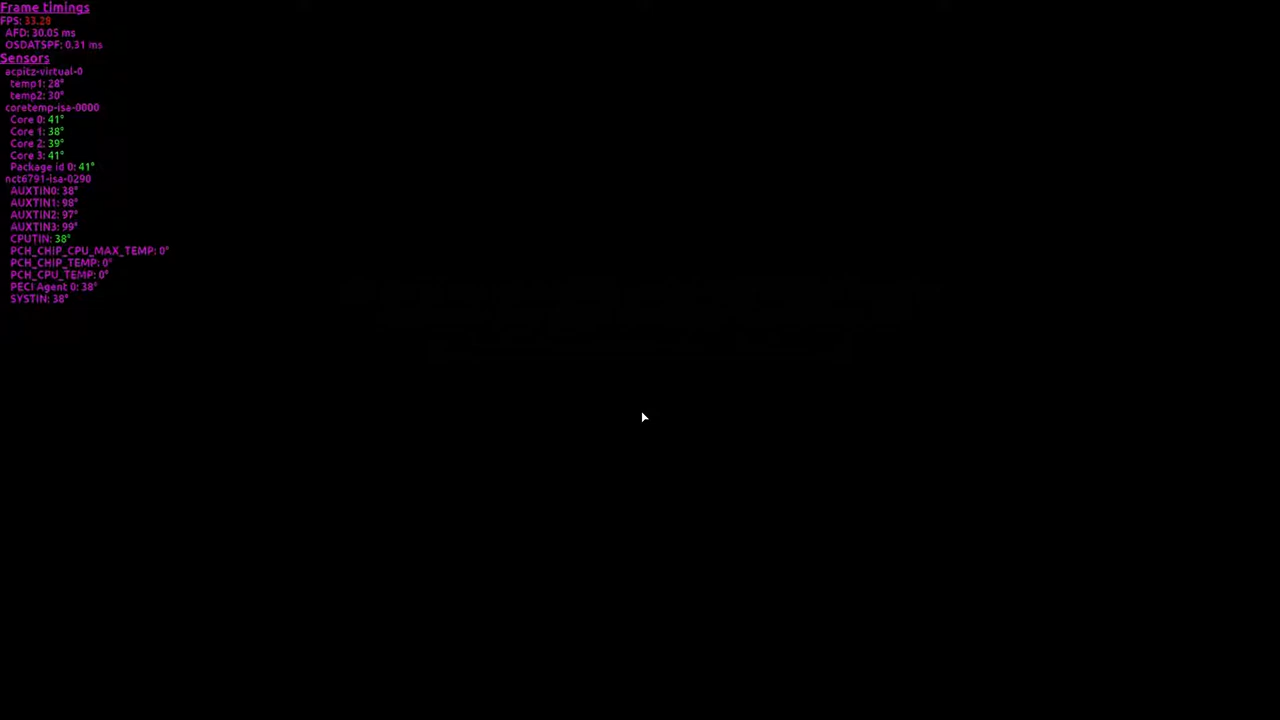 Frame timings
FPS: 33.29
AFD: 30.05 ms
OSDATSPF: 0.31 ms
Sensors
acpitz-virtual-0
temp1: 28°
temp2: 30°
coretemp-isa-0000
Core 0: 41°
Core 1: 38°
Core 2: 39°
Core 3: 41°
Package id 0: 41°
nct6791-isa-0290
AUXTIN0: 38°
AUXTIN1: 98°
AUXTIN2: 97°
AUXTIN3: 99°
CPUTIN: 38°
PCH_CHIP_CPU_MAX_TEMP: 0°
PCH_CHIP_TEMP: 0°
PCH_CPU_TEMP: 0°
PECI Agent 0: 38°
SYSTIN: 38°